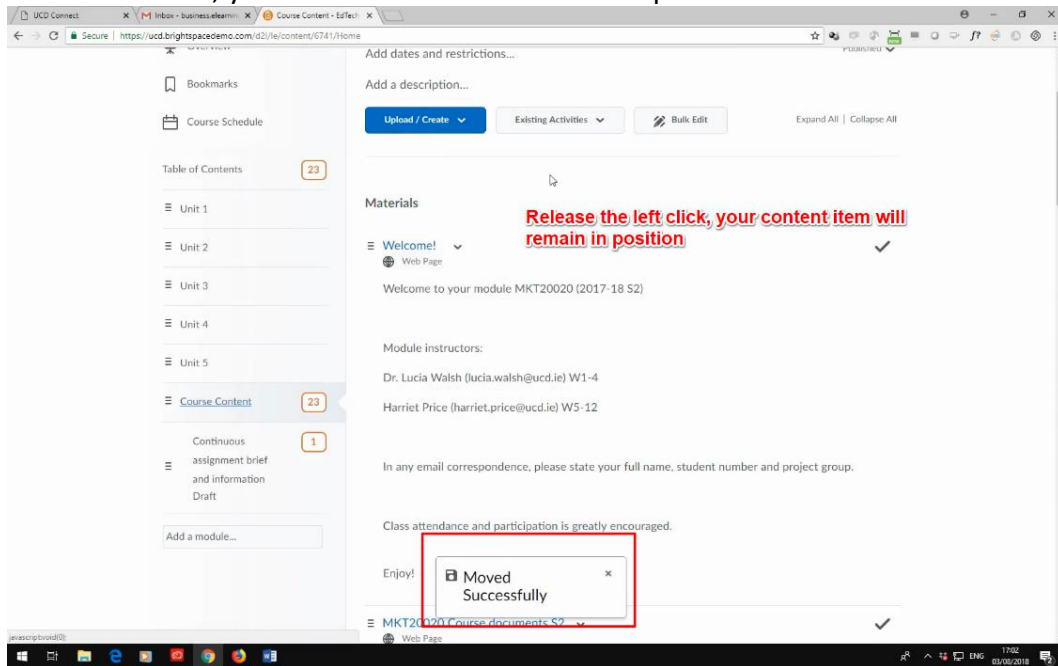 UCD Connect
Inbox - business.elearnin
Course Content - EdTech
Secure | https://ucd.brightspacedemo.com/d2l/le/content/6741/Home
Overview
Add dates and restrictions...
Published
Bookmarks
Add a description...
Course Schedule
Upload / Create
Existing Activities
Bulk Edit
Expand All | Collapse All
Table of Contents
23
Unit 1
Unit 2
Unit 3
Unit 4
Unit 5
Course Content
23
Continuous
assignment brief
and information
Draft
1
Add a module...
Materials
Release the left click, your content item will
remain in position
Welcome!
Web Page
Welcome to your module MKT20020 (2017-18 S2)
Module instructors:
Dr. Lucia Walsh (lucia.walsh@ucd.ie) W1-4
Harriet Price (harriet.price@ucd.ie) W5-12
In any email correspondence, please state your full name, student number and project group.
Class attendance and participation is greatly encouraged.
Enjoy!
Moved
Successfully
MKT20020 Course documents S2
Web Page
javascript:void(0);
ENG
17:02
03/08/2018